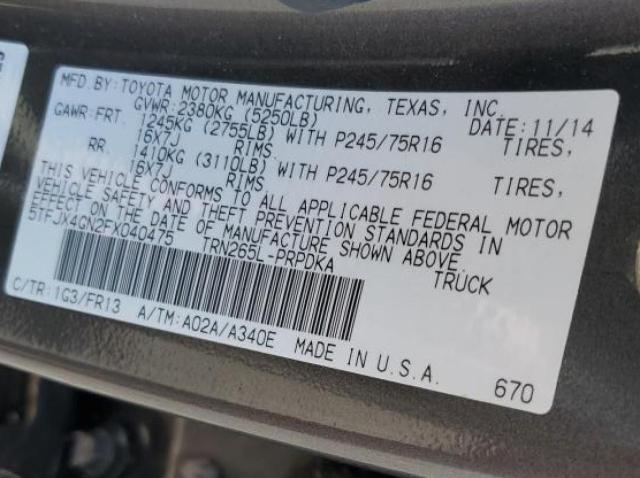 MFD. BY: TOYOTA MOTOR MANUFACTURING, TEXAS, INC.
GVWR: 2380KG (5250LB) DATE: 11/14
GAWR: FRT. 1245KG (2755LB) WITH P245/75R16 TIRES,
16X7J RIMS
RR. 1410KG (3110LB) WITH P245/75R16 TIRES,
16X7J RIMS
THIS VEHICLE CONFORMS TO ALL APPLICABLE FEDERAL MOTOR
VEHICLE SAFETY AND THEFT PREVENTION STANDARDS IN
EFFECT ON THE DATE OF MANUFACTURE SHOWN ABOVE.
5TFJX4GN2FX040475 TRUCK
TRN265L-PRPDKA
C/TR: 1G3/FR13 A/TM: A02A/A340E MADE IN U.S.A. 670